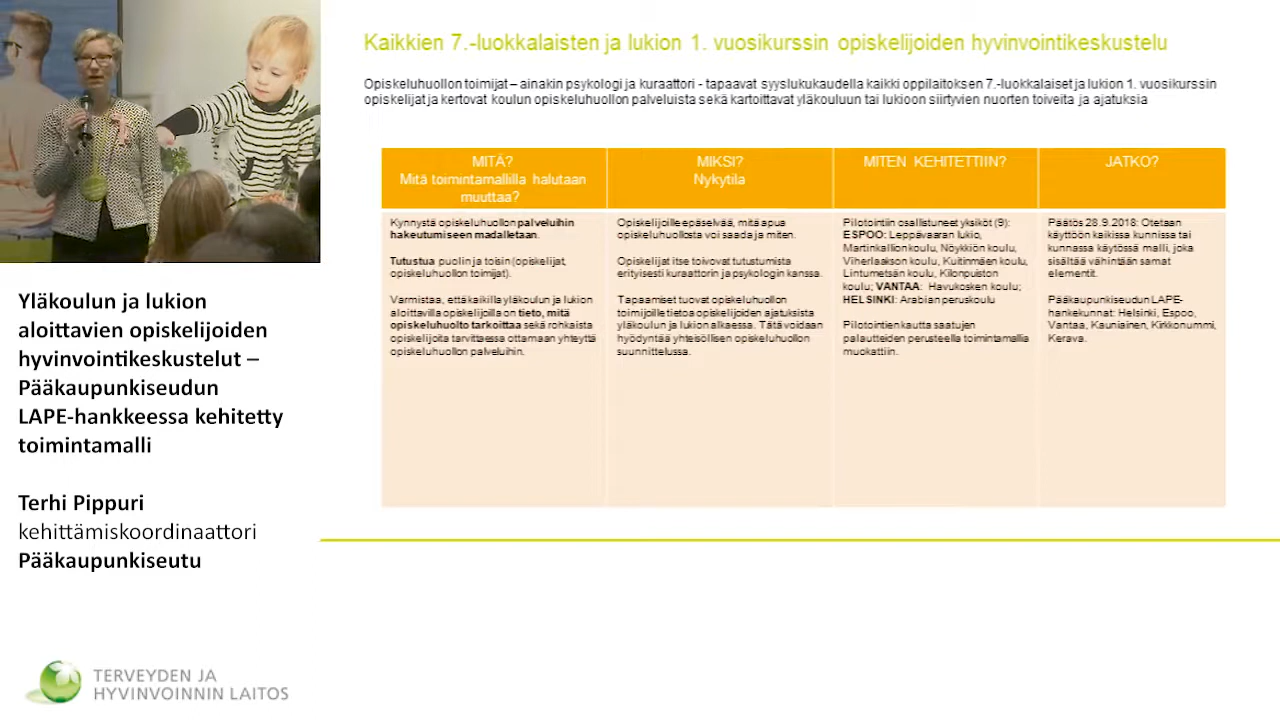 Kaikkien 7.-luokkalaisten ja lukion 1. vuosikurssin opiskelijoiden hyvinvointikeskustelu
Opiskeluhuollon toimijat – ainakin psykologi ja kuraattori - tapaavat syyslukukaudella kaikki oppilaitoksen 7.-luokkalaiset ja lukion 1. vuosikurssin
opiskelijat ja kertovat koulun opiskeluhuollon palveluista sekä kartoittavat yläkouluun tai lukioon siirtyvien nuorten toiveita ja ajatuksia
MITÄ?
Mitä toimintamallilla halutaan
muuttaa?
Kynnystä opiskeluhuollon palveluihin
hakeutumiseen madalletaan.
Tutustua puolin ja toisin (opiskelijat,
opiskeluhuollon toimijat).
Varmistaa, että kaikilla yläkoulun ja lukion
aloittavilla opiskelijoilla on tieto, mitä
opiskeluhuolto tarkoittaa sekä rohkaista
opiskelijoita tarvittaessa ottamaan yhteyttä
opiskeluhuollon palveluihin.
MIKSI?
Nykytila
Opiskelijoille epäselvää, mitä apua
opiskeluhuollosta voi saada ja miten.
Opiskelijat itse toivovat tutustumista
erityisesti kuraattorin ja psykologin kanssa.
Tapaamiset tuovat opiskeluhuollon
toimijoille tietoa opiskelijoiden ajatuksista
yläkoulun ja lukion alkaessa. Tätä voidaan
hyödyntää yhteisöllisen opiskeluhuollon
suunnittelussa.
MITEN KEHITETTIIN?
Pilotointiin osallistuneet yksiköt (9):
ESPOO: Leppävaaran lukio,
Martinkallion koulu, Nöykkiön koulu,
Viherlaakson koulu, Kuitinmäen koulu,
Lintumetsän koulu, Kilonpuiston
koulu; VANTAA: Havukosken koulu;
HELSINKI: Arabian peruskoulu
Pilotointien kautta saatujen
palautteiden perusteella toimintamallia
muokattiin.
JATKO?
Päätös 28.9.2018: Otetaan
käyttöön kaikissa kunnissa tai
kunnassa käytössä malli, joka
sisältää vähintään samat
elementit.
Pääkaupunkiseudun LAPE-
hankekunnat: Helsinki, Espoo,
Vantaa, Kauniainen, Kirkkonummi,
Kerava.
Yläkoulun ja lukion
aloittavien opiskelijoiden
hyvinvointikeskustelut –
Pääkaupunkiseudun
LAPE-hankkeessa kehitetty
toimintamalli
Terhi Pippuri
kehittämiskoordinaattori
Pääkaupunkiseutu
TERVEYDEN JA
HYVINVOINNIN LAITOS